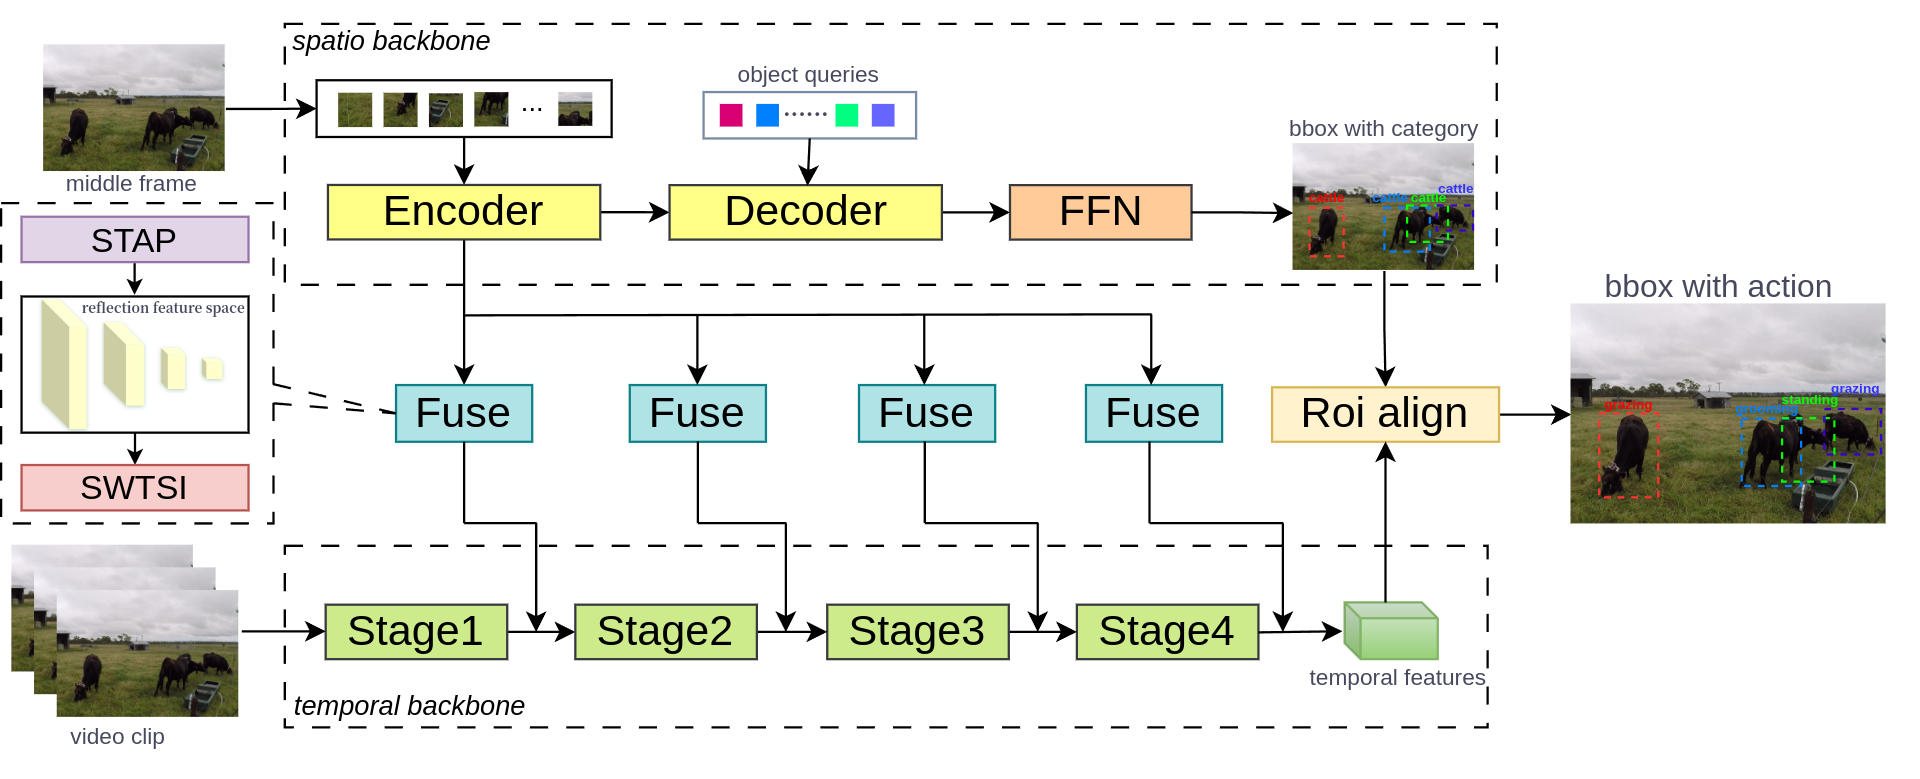 spatio backbone
object queries
...
......
bbox with category
middle frame
Encoder
Decoder
FFN
cattle
cattle
cattle
cattle
STAP
reflection feature space
SWTSI
bbox with action
Fuse
Fuse
Fuse
Fuse
Roi align
grazing
grooming
standing
grazing
Stage1
Stage2
Stage3
Stage4
temporal features
temporal backbone
video clip